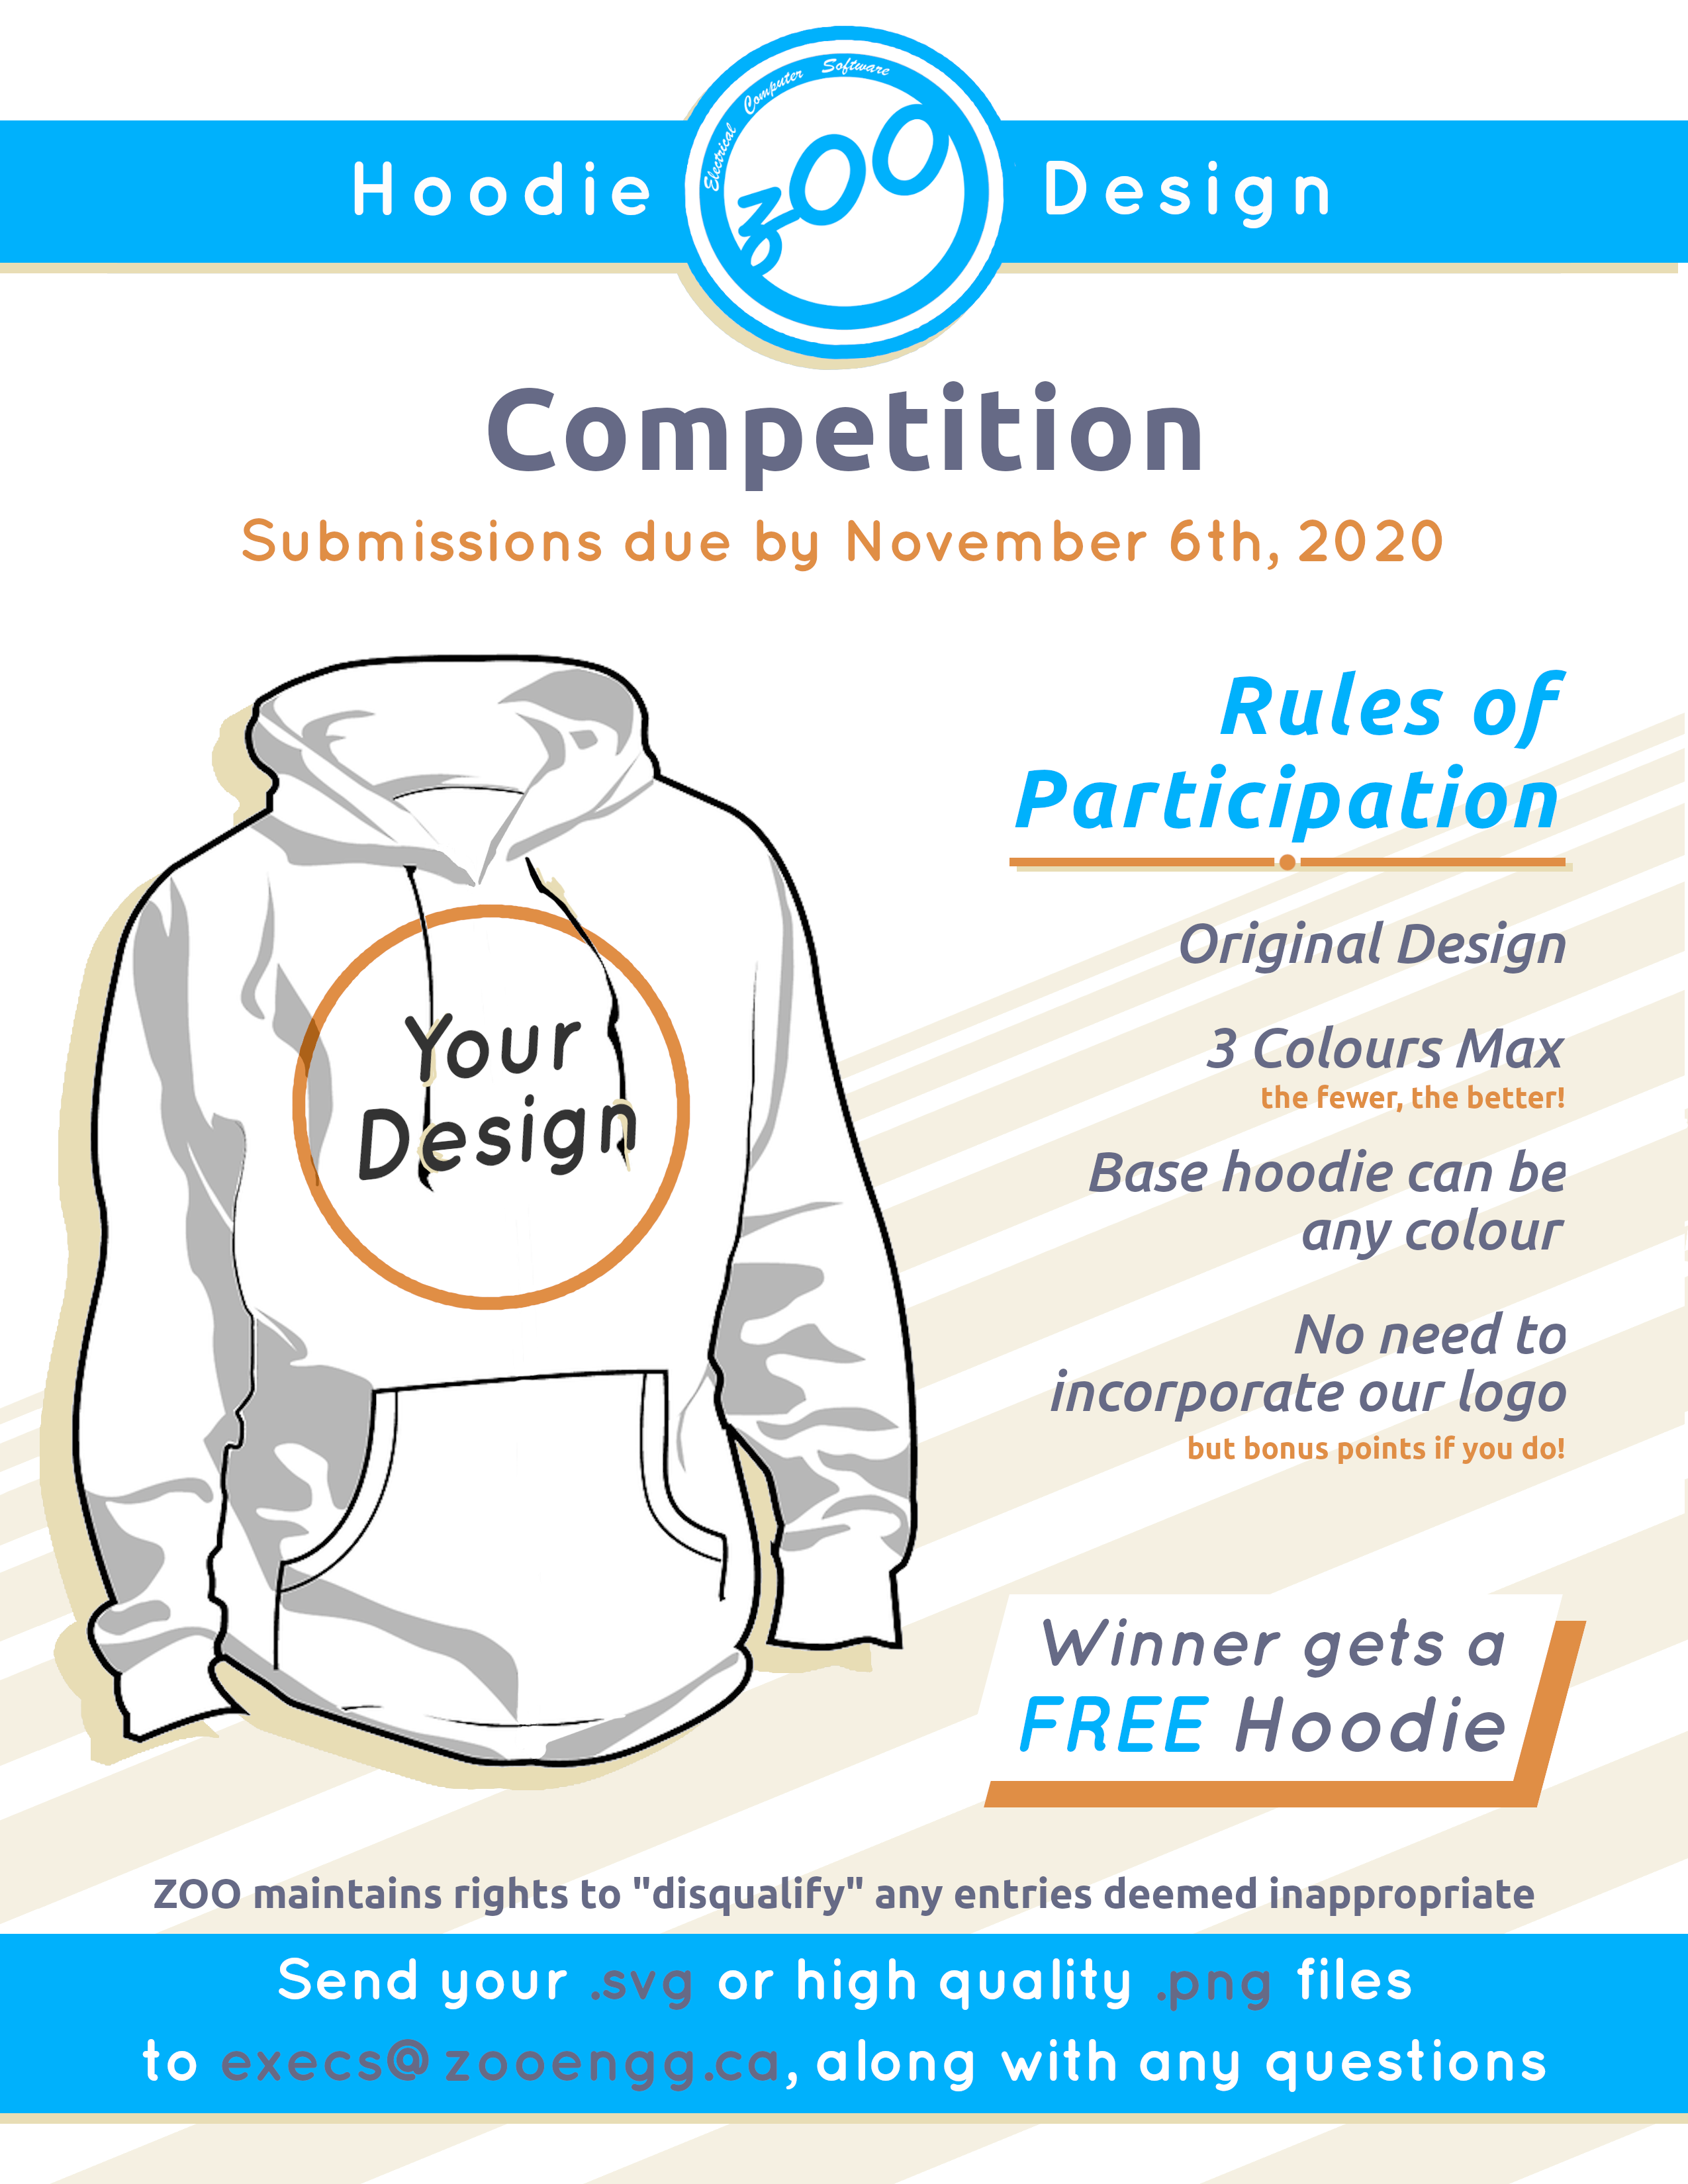 Electrical Computer Software
zoo
Hoodie Design
Competition
Submissions due by November 6th, 2020
Rules of
Participation
Original Design
3 Colours Max
the fewer, the better!
Base hoodie can be
any colour
No need to
incorporate our logo
but bonus points if you do!
Your
Design
Winner gets a
FREE Hoodie
ZOO maintains rights to "disqualify" any entries deemed inappropriate
Send your .svg or high quality .png files
to execs@zooengg.ca, along with any questions